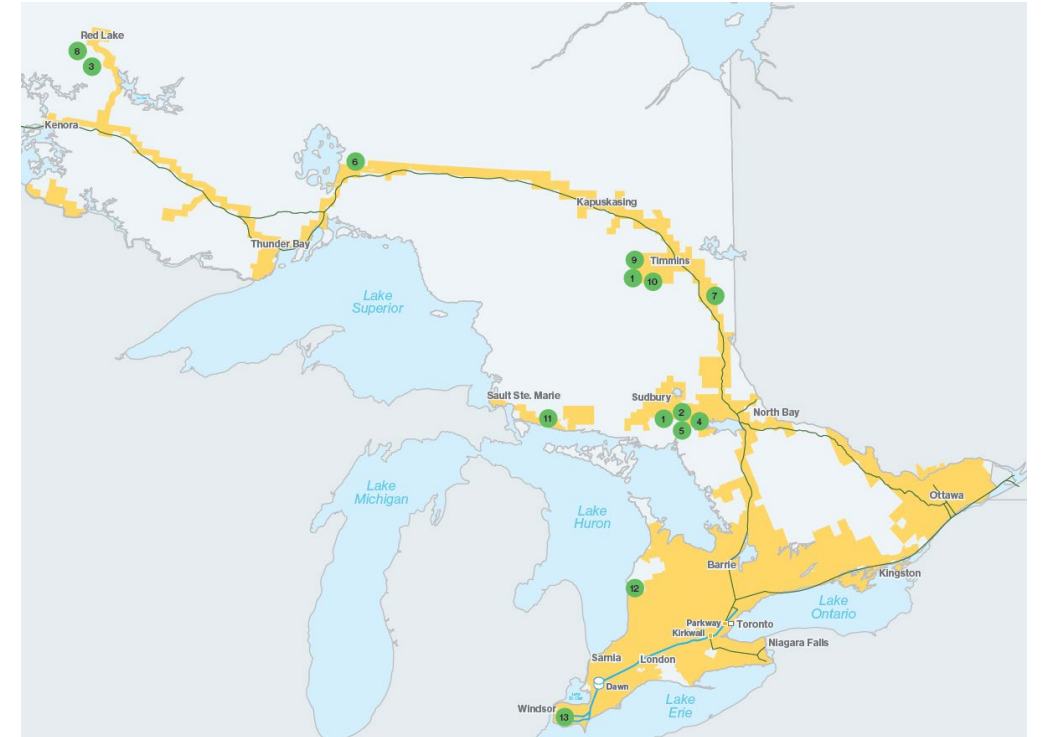 Red Lake
8
3
Kenora
6
Kapuskasing
Thunder Bay
9
Timmins
1
10
7
Lake
Superior
Sault Ste. Marie
11
Sudbury
1
2
4
5
North Bay
Lake
Michigan
Lake
Huron
Ottawa
Barrie
Kingston
12
Lake
Ontario
Parkway
Toronto
Kirkwall
Niagara Falls
Sarnia
London
Dawn
Windsor
13
Lake
Erie